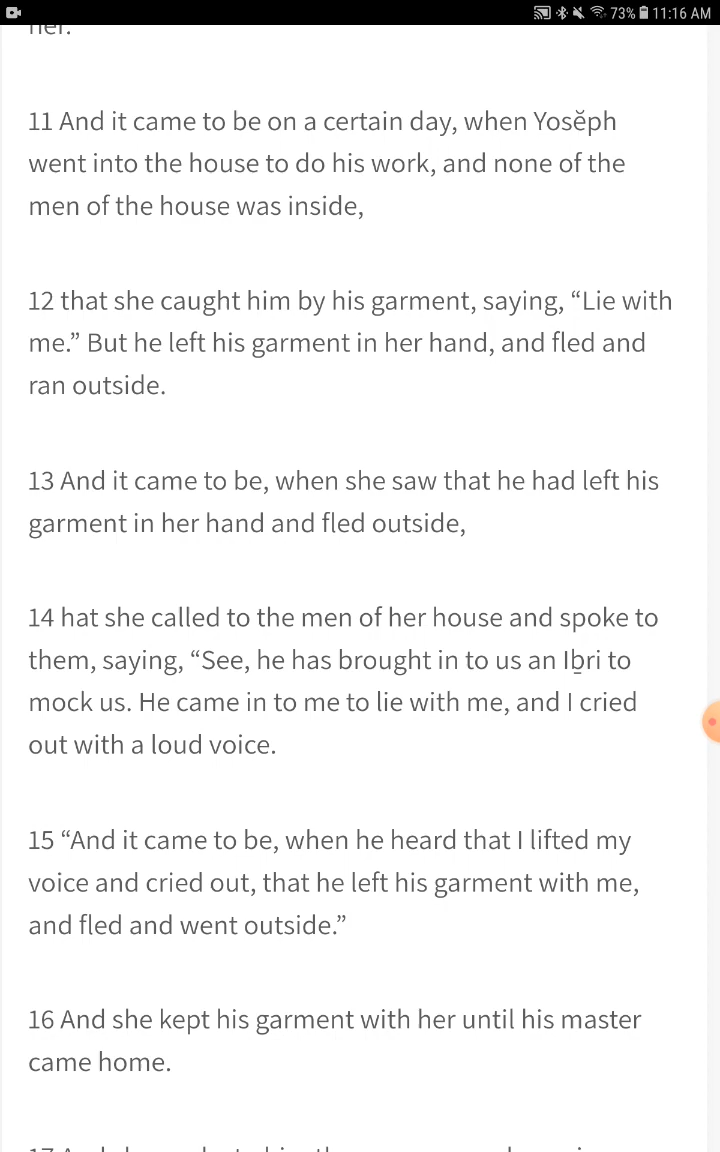 73% 11:16 AM
her.
11 And it came to be on a certain day, when Yosĕph
went into the house to do his work, and none of the
men of the house was inside,
12 that she caught him by his garment, saying, “Lie with
me.” But he left his garment in her hand, and fled and
ran outside.
13 And it came to be, when she saw that he had left his
garment in her hand and fled outside,
14 hat she called to the men of her house and spoke to
them, saying, “See, he has brought in to us an Iḇri to
mock us. He came in to me to lie with me, and I cried
out with a loud voice.
15 “And it came to be, when he heard that I lifted my
voice and cried out, that he left his garment with me,
and fled and went outside.”
16 And she kept his garment with her until his master
came home.